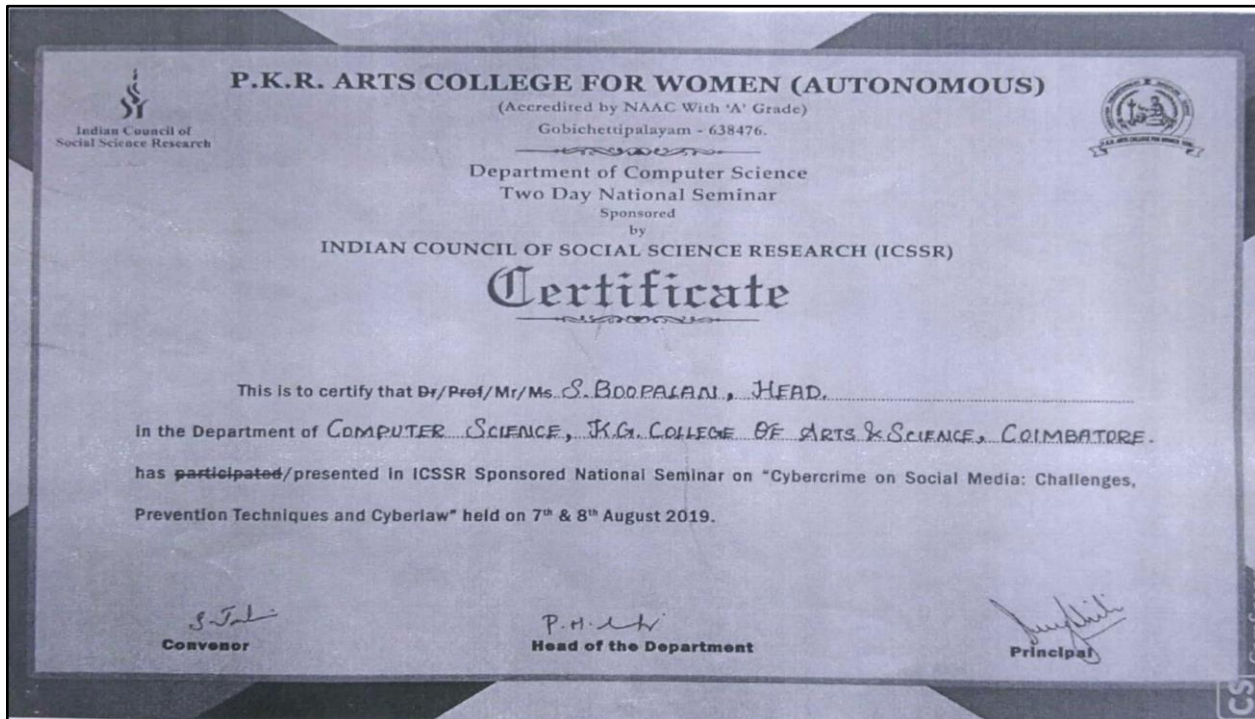 Indian Council of
Social Science Research
P.K.R. ARTS COLLEGE FOR WOMEN (AUTONOMOUS)
(Accredited by NAAC With 'A' Grade)
Gobichettipalayam - 638476.
Department of Computer Science
Two Day National Seminar
Sponsored
by
INDIAN COUNCIL OF SOCIAL SCIENCE RESEARCH (ICSSR)
Certificate
This is to certify that Dr/Prof/Mr/Ms S. BOOPALAN, HEAD.
in the Department of COMPUTER SCIENCE, K.G. COLLEGE OF ARTS & SCIENCE, COIMBATORE.
has participated/presented in ICSSR Sponsored National Seminar on "Cybercrime on Social Media: Challenges,
Prevention Techniques and Cyberlaw" held on 7th & 8th August 2019.
Convenor
Head of the Department
Principal
CS